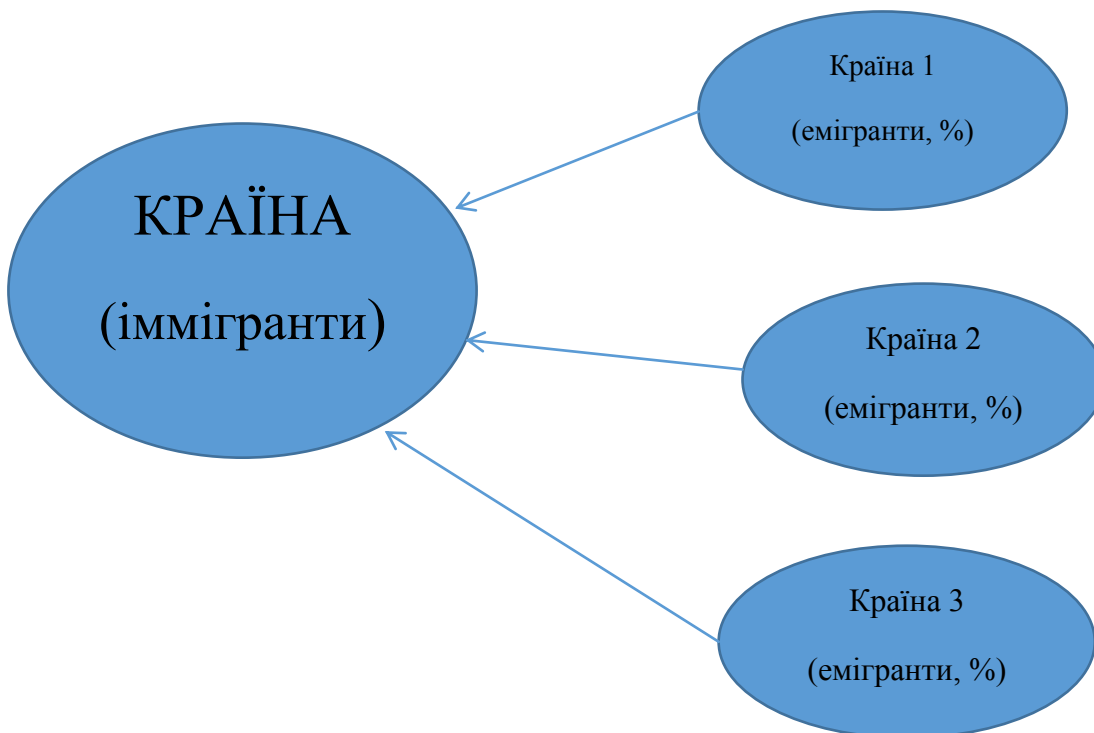 КРАЇНА
(іммігранти)
Країна 1
(емігранти, %)
Країна 2
(емігранти, %)
Країна 3
(емігранти, %)